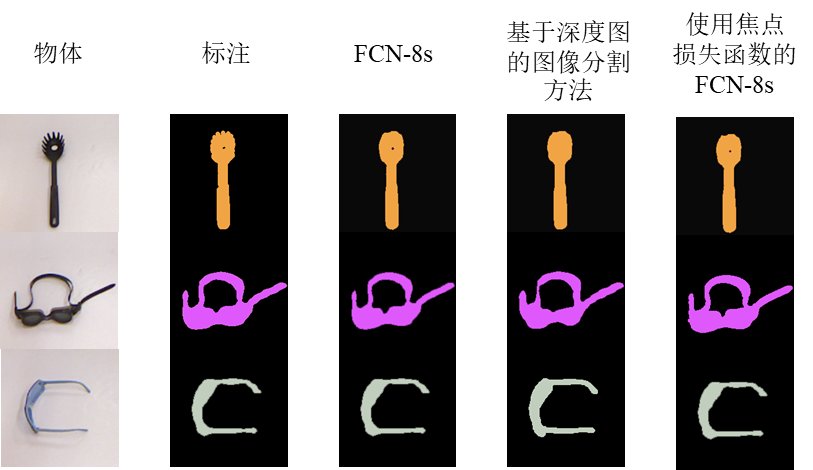 物体
标注
FCN-8s
基于深度图
的图像分割
方法
使用焦点
损失函数的
FCN-8s